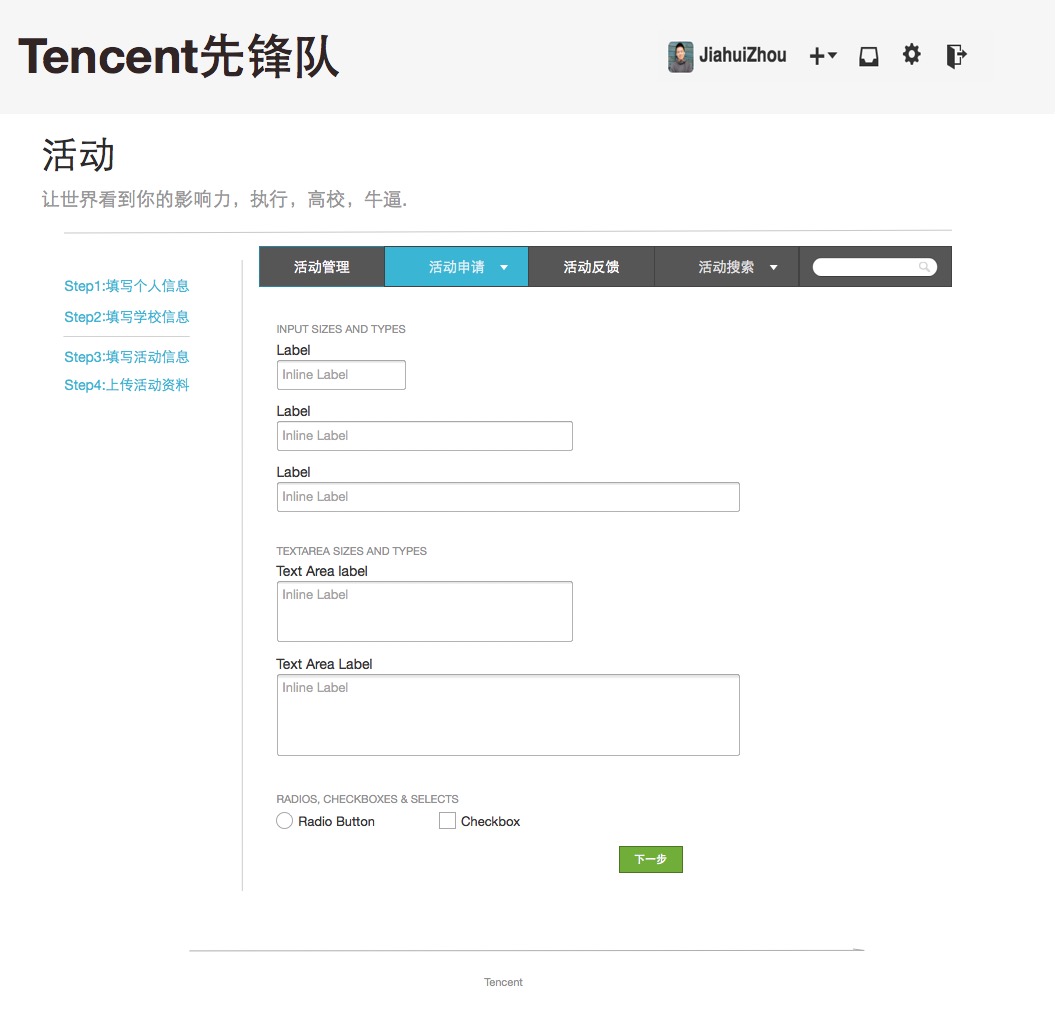 Tencent先锋队
JiahuiZhou
活动
让世界看到你的影响力，执行，高校，牛逼.
活动管理 活动申请 活动反馈 活动搜索
Step1:填写个人信息
Step2:填写学校信息
Step3:填写活动信息
Step4:上传活动资料
INPUT SIZES AND TYPES
Label
Inline Label
Label
Inline Label
Label
Inline Label
TEXTAREA SIZES AND TYPES
Text Area label
Inline Label
Text Area Label
Inline Label
RADIOS, CHECKBOXES & SELECTS
Radio Button Checkbox
下一步
Tencent